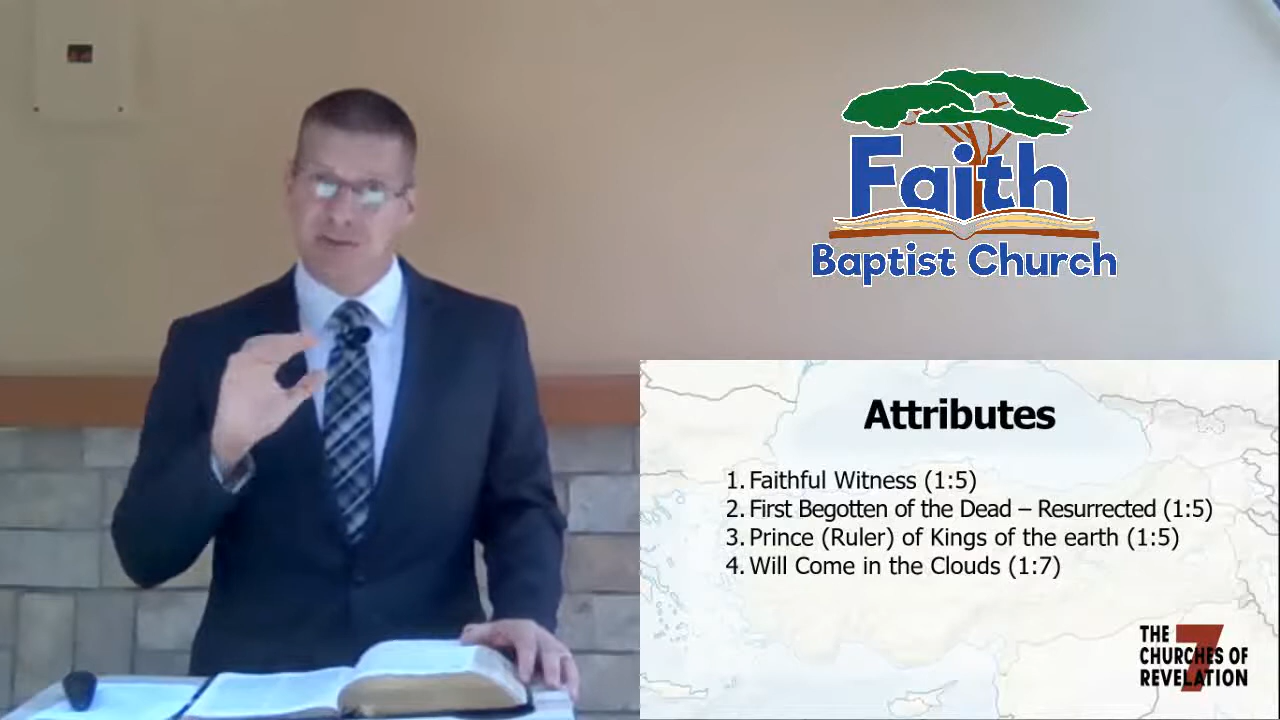 Faith
Baptist Church
Attributes
1. Faithful Witness (1:5)
2. First Begotten of the Dead – Resurrected (1:5)
3. Prince (Ruler) of Kings of the earth (1:5)
4. Will Come in the Clouds (1:7)
THE 7
CHURCHES OF
REVELATION